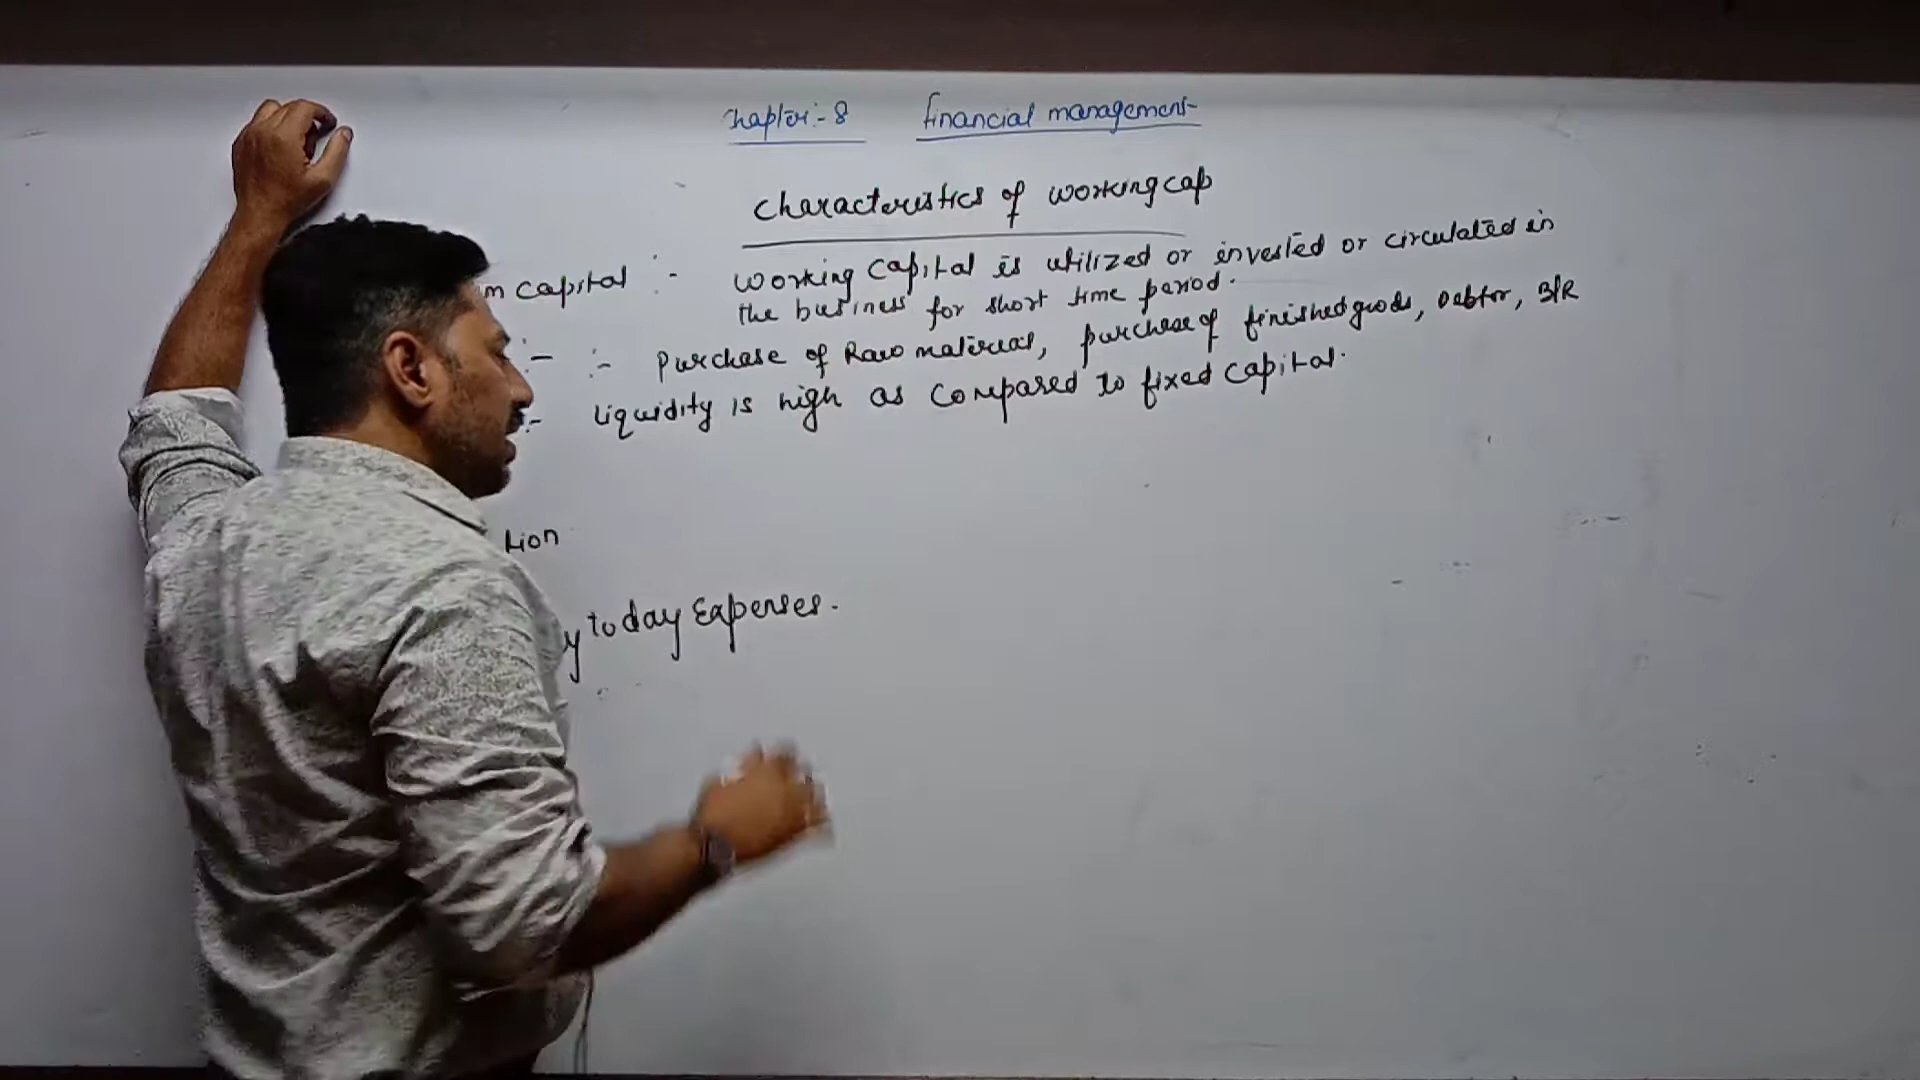 Chapter:- 8 financial management
Characteristics of working cap
m capital :- working capital is utilized or invested or circulated in
the business for short time period.
:- :- purchase of Raw material, purchase of finished goods, Debtor, B/R
:- liquidity is high as compared to fixed capital.
tion
y to day Expenses.